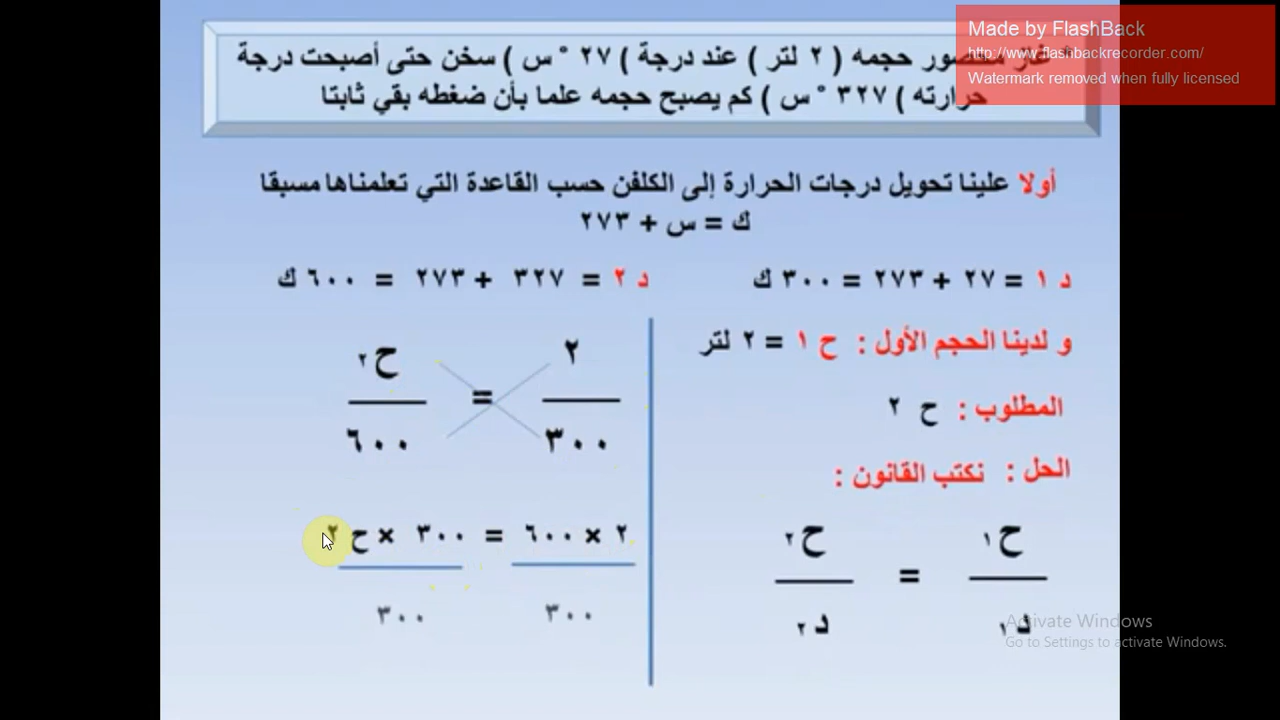 Made by FlashBack
http://www.flashbackrecorder.com/
Watermark removed when fully licensed
حجمه ( ٢ لتر ) عند درجة ) ٢٧ ° س ) سخن حتى أصبحت درجة
حرارته ) ٣٢٧ ° س ) كم يصبح حجمه علما بأن ضغطه بقي ثابتا
أولا علينا تحويل درجات الحرارة إلى الكلفن حسب القاعدة التي تعلمناها مسبقا
ك = س + ٢٧٣
د ١ = ٢٧ + ٢٧٣ = ٣٠٠ ك
د ٢ = ٣٢٧ + ٢٧٣ = ٦٠٠ ك
و لدينا الحجم الأول : ح ١ = ٢ لتر
المطلوب : ح ٢
الحل : نكتب القانون :
ح١ = ح٢
د١ د٢
٢ = ح٢
٣٠٠ ٦٠٠
٢ × ٦٠٠ = ٣٠٠ × ح ٢
٣٠٠ ٣٠٠
Activate Windows
Go to Settings to activate Windows.